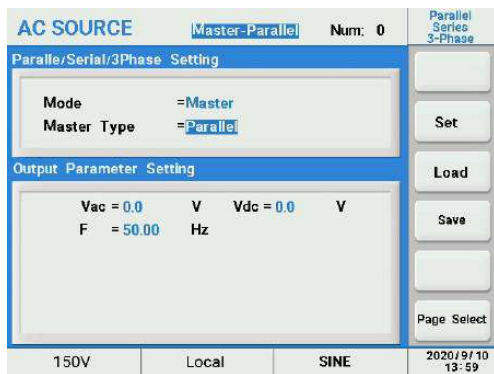 AC SOURCE Master-Parallel Num: 0
Parallel
Series
3-Phase
Paralle/Serial/3Phase Setting
Mode =Master
Master Type =Parallel
Set
Output Parameter Setting
Load
Vac = 0.0 V Vdc = 0.0 V
F = 50.00 Hz
Save
Page Select
150V Local SINE
2020/9/10
13:59